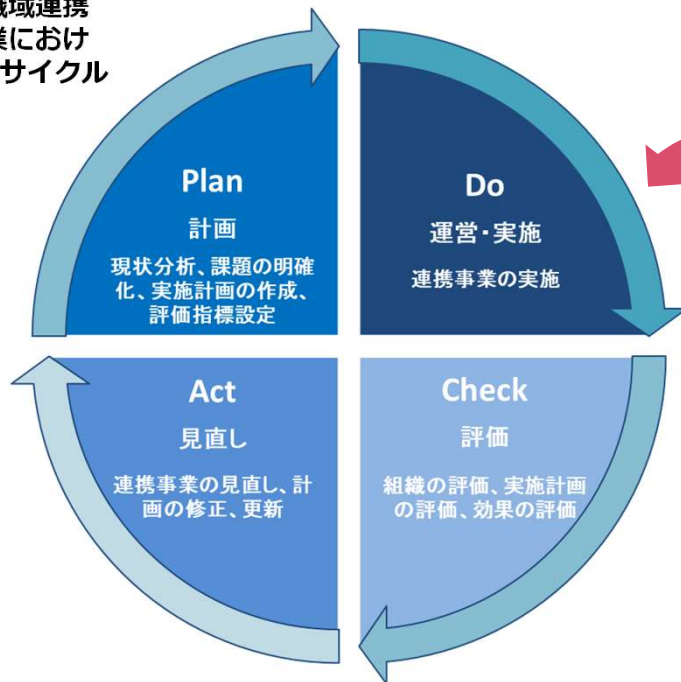 域連携
業におけ
サイクル
Plan
計画
現状分析、課題の明確
化、実施計画の作成、
評価指標設定
Do
運営・実施
連携事業の実施
Act
見直し
連携事業の見直し、計
画の修正、更新
Check
評価
組織の評価、実施計画
の評価、効果の評価